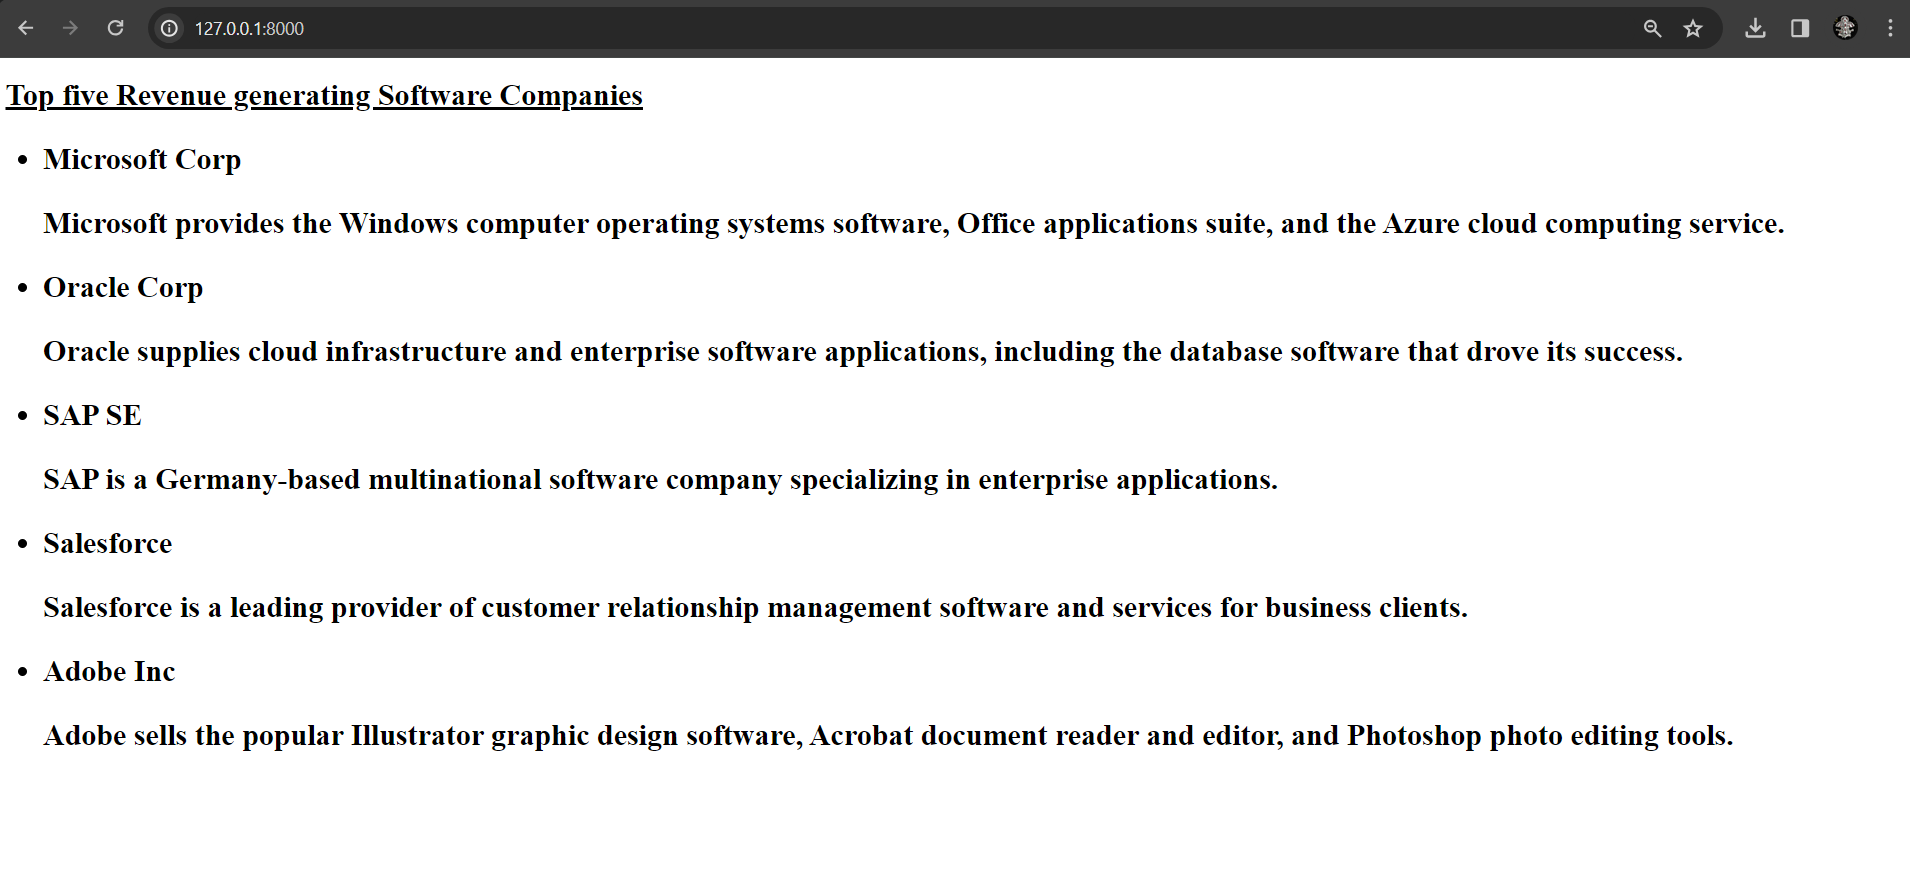 127.0.0.1:8000
Top five Revenue generating Software Companies
Microsoft Corp
Microsoft provides the Windows computer operating systems software, Office applications suite, and the Azure cloud computing service.
Oracle Corp
Oracle supplies cloud infrastructure and enterprise software applications, including the database software that drove its success.
SAP SE
SAP is a Germany-based multinational software company specializing in enterprise applications.
Salesforce
Salesforce is a leading provider of customer relationship management software and services for business clients.
Adobe Inc
Adobe sells the popular Illustrator graphic design software, Acrobat document reader and editor, and Photoshop photo editing tools.